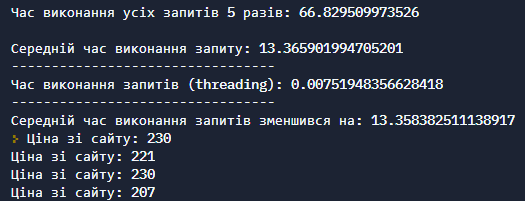 Час виконання усіх запитів 5 разів: 66.829509973526
Середній час виконання запиту: 13.365901994705201
---------------------------------
Час виконання запитів (threading): 0.00751948356628418
---------------------------------
Середній час виконання запитів зменшився на: 13.358382511138917
Ціна зі сайту: 230
Ціна зі сайту: 221
Ціна зі сайту: 230
Ціна зі сайту: 207